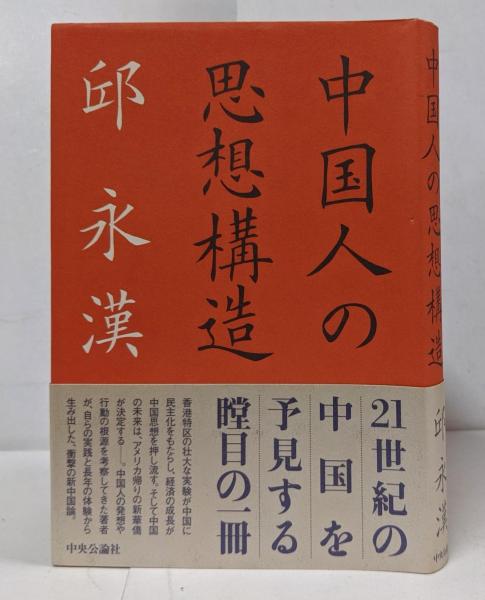 中国人の
思想構造
邱永漢
21世紀の
中国を
予見する
瞠目の一冊
香港特区の壮大な実験が中国に
民主化をもたらし、経済の成長が
中国思想を押し流す。そして中国
の未来は、アメリカ帰りの新華僑
が決定する——。中国人の発想や
行動の根源を考察してきた著者
が、自らの実践と長年の体験から
生み出した、衝撃の新中国論。
中央公論社
中国人の思想構造
邱永漢